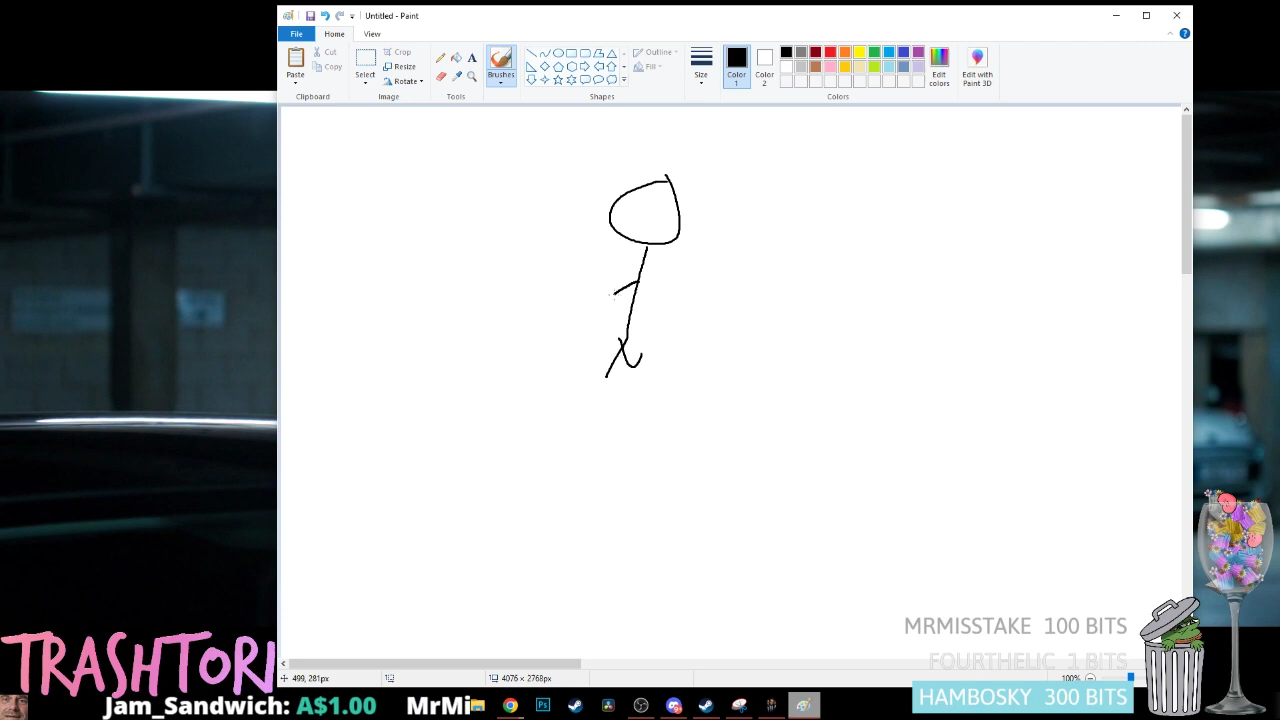 Untitled - Paint
File Home View
Paste
Cut
Copy
Clipboard
Select
Crop
Resize
Rotate
Image
A
Tools
Brushes
Shapes
Outline
Fill
Size
Color 1
Color 2
Edit colors
Colors
Edit with Paint 3D
499, 281px
4076 × 2768px
100%
MRMISSTAKE 100 BITS
FOURTHELIC 1 BITS
HAMBOSKY 300 BITS
TRASHTORI
Jam_Sandwich: A$1.00 MrMi